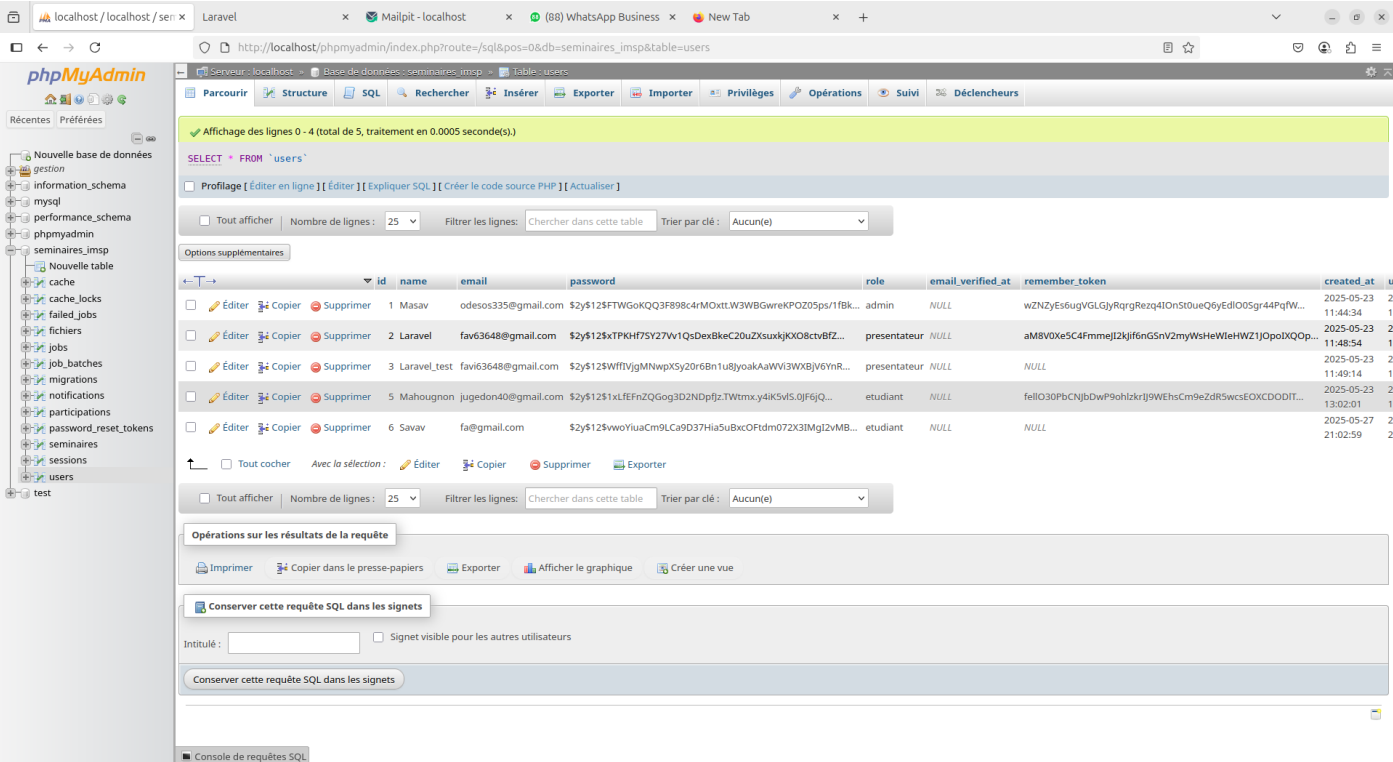 localhost / localhost / sem
Laravel
Mailpit - localhost
(88) WhatsApp Business
New Tab
http://localhost/phpmyadmin/index.php?route=/sql&pos=0&db=seminaires_imsp&table=users
phpMyAdmin
Récentes Préférées
Nouvelle base de données
gestion
information_schema
mysql
performance_schema
phpmyadmin
seminaires_imsp
Nouvelle table
cache
cache_locks
failed_jobs
fichiers
jobs
job_batches
migrations
notifications
participations
password_reset_tokens
seminaires
sessions
users
test
Serveur : localhost » Base de données : seminaires_imsp » Table : users
Parcourir Structure SQL Rechercher Insérer Exporter Importer Privilèges Opérations Suivi Déclencheurs
Affichage des lignes 0 - 4 (total de 5, traitement en 0.0005 seconde(s).)
SELECT * FROM `users`
Profilage [ Éditer en ligne ] [ Éditer ] [ Expliquer SQL ] [ Créer le code source PHP ] [ Actualiser ]
Tout afficher Nombre de lignes : 25 Filtrer les lignes: Chercher dans cette table Trier par clé : Aucun(e)
Options supplémentaires
id name email password role email_verified_at remember_token created_at
Éditer Copier Supprimer 1 Masav odesos335@gmail.com $2y$12$FTWGoKQQ3F898c4rMOxtt.W3WBGwreKPOZ05ps/1fBk... admin NULL wZNZyEs6ugVGLGJyRqrgRezq4IOnSt0ueQ6yEdlO0Sgr44PqfW... 2025-05-23 11:44:34
Éditer Copier Supprimer 2 Laravel fav63648@gmail.com $2y$12$xTPKHf7SY27Vv1QsDexBkeC20uZXsuxkjKXO8ctvBfZ... presentateur NULL aM8V0Xe5C4FmmeJI2kJif6nGSnV2myWsHeWIeHWZ1JOpoIXQOp... 2025-05-23 11:48:54
Éditer Copier Supprimer 3 Laravel_test favi63648@gmail.com $2y$12$WffIVjgMNwpXSy20r6Bn1u8JyoakAaWVi3WXBjV6YnR... presentateur NULL NULL 2025-05-23 11:49:14
Éditer Copier Supprimer 5 Mahougnon jugedon40@gmail.com $2y$12$1xLfEFnZQGog3D2NDpfJz.TWtmx.y4iK5vlS.0JF6jQ... etudiant NULL fellO30PbCNJbDwP9ohlzkrIJ9WEhsCm9eZdR5wcsEOXCDODlT... 2025-05-23 13:02:01
Éditer Copier Supprimer 6 Savav fa@gmail.com $2y$12$vwoYiuaCm9LCa9D37Hia5uBxcOFtdm072X3IMgI2vMB... etudiant NULL NULL 2025-05-27 21:02:59
Tout cocher Avec la sélection : Éditer Copier Supprimer Exporter
Tout afficher Nombre de lignes : 25 Filtrer les lignes: Chercher dans cette table Trier par clé : Aucun(e)
Opérations sur les résultats de la requête
Imprimer Copier dans le presse-papiers Exporter Afficher le graphique Créer une vue
Conserver cette requête SQL dans les signets
Intitulé : Signet visible pour les autres utilisateurs
Conserver cette requête SQL dans les signets
Console de requêtes SQL